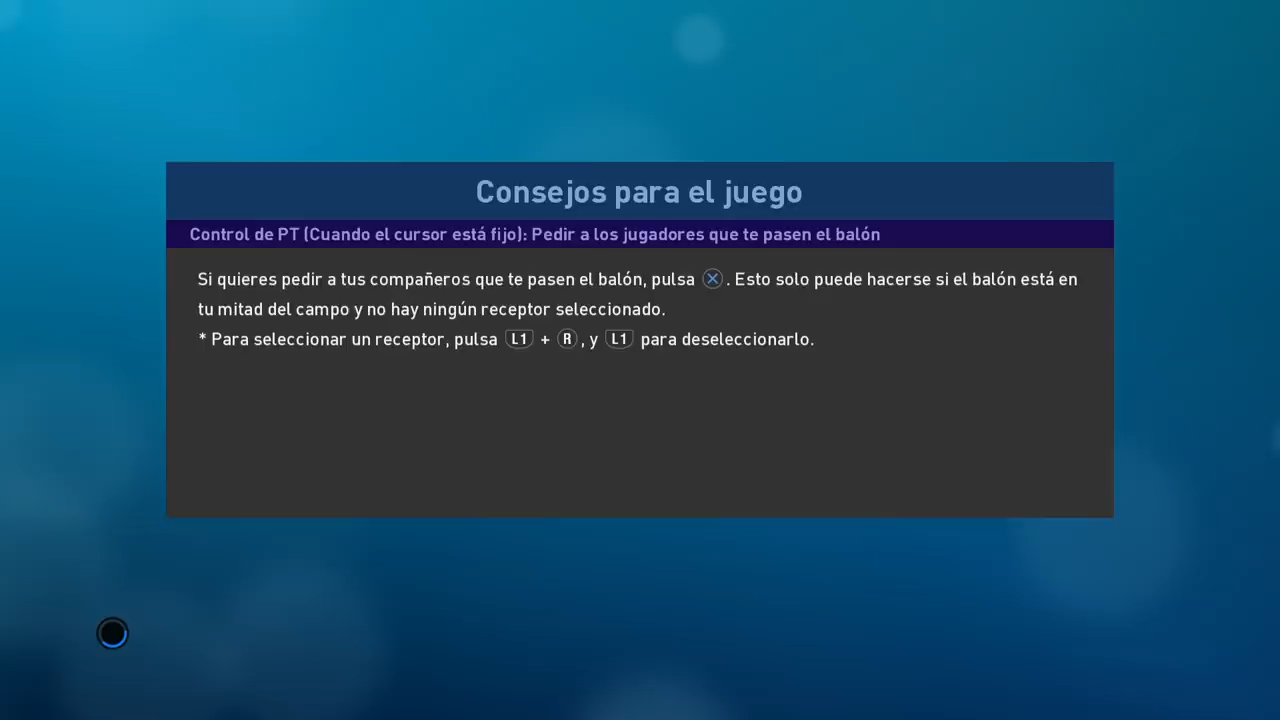 Consejos para el juego
Control de PT (Cuando el cursor está fijo): Pedir a los jugadores que te pasen el balón
Si quieres pedir a tus compañeros que te pasen el balón, pulsa ⓧ. Esto solo puede hacerse si el balón está en
tu mitad del campo y no hay ningún receptor seleccionado.
* Para seleccionar un receptor, pulsa L1 + R, y L1 para deseleccionarlo.